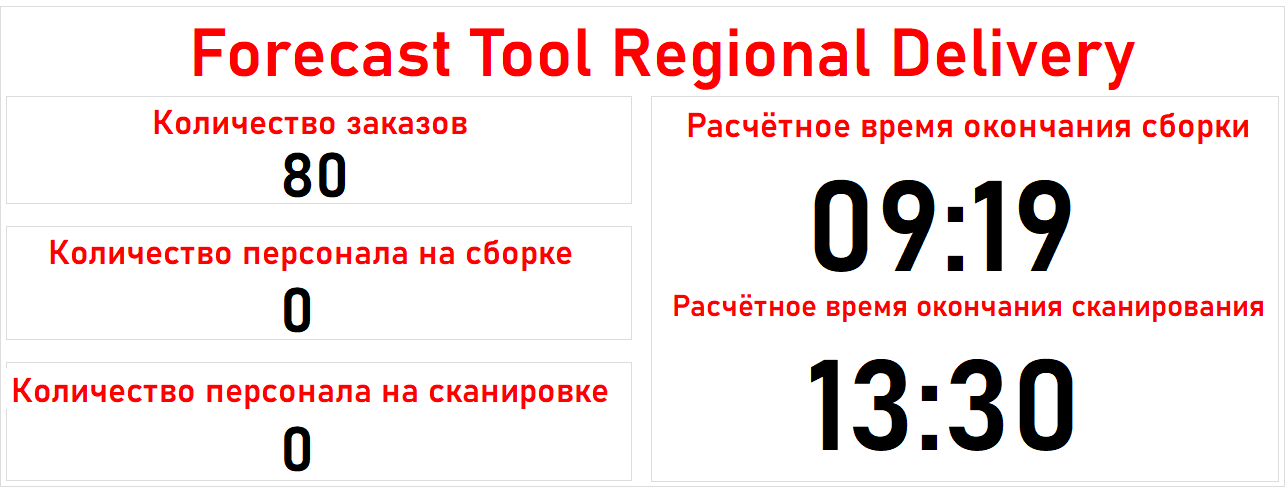 Forecast Tool Regional Delivery
Количество заказов
80
Количество персонала на сборке
0
Количество персонала на сканировке
0
Расчётное время окончания сборки
09:19
Расчётное время окончания сканирования
13:30